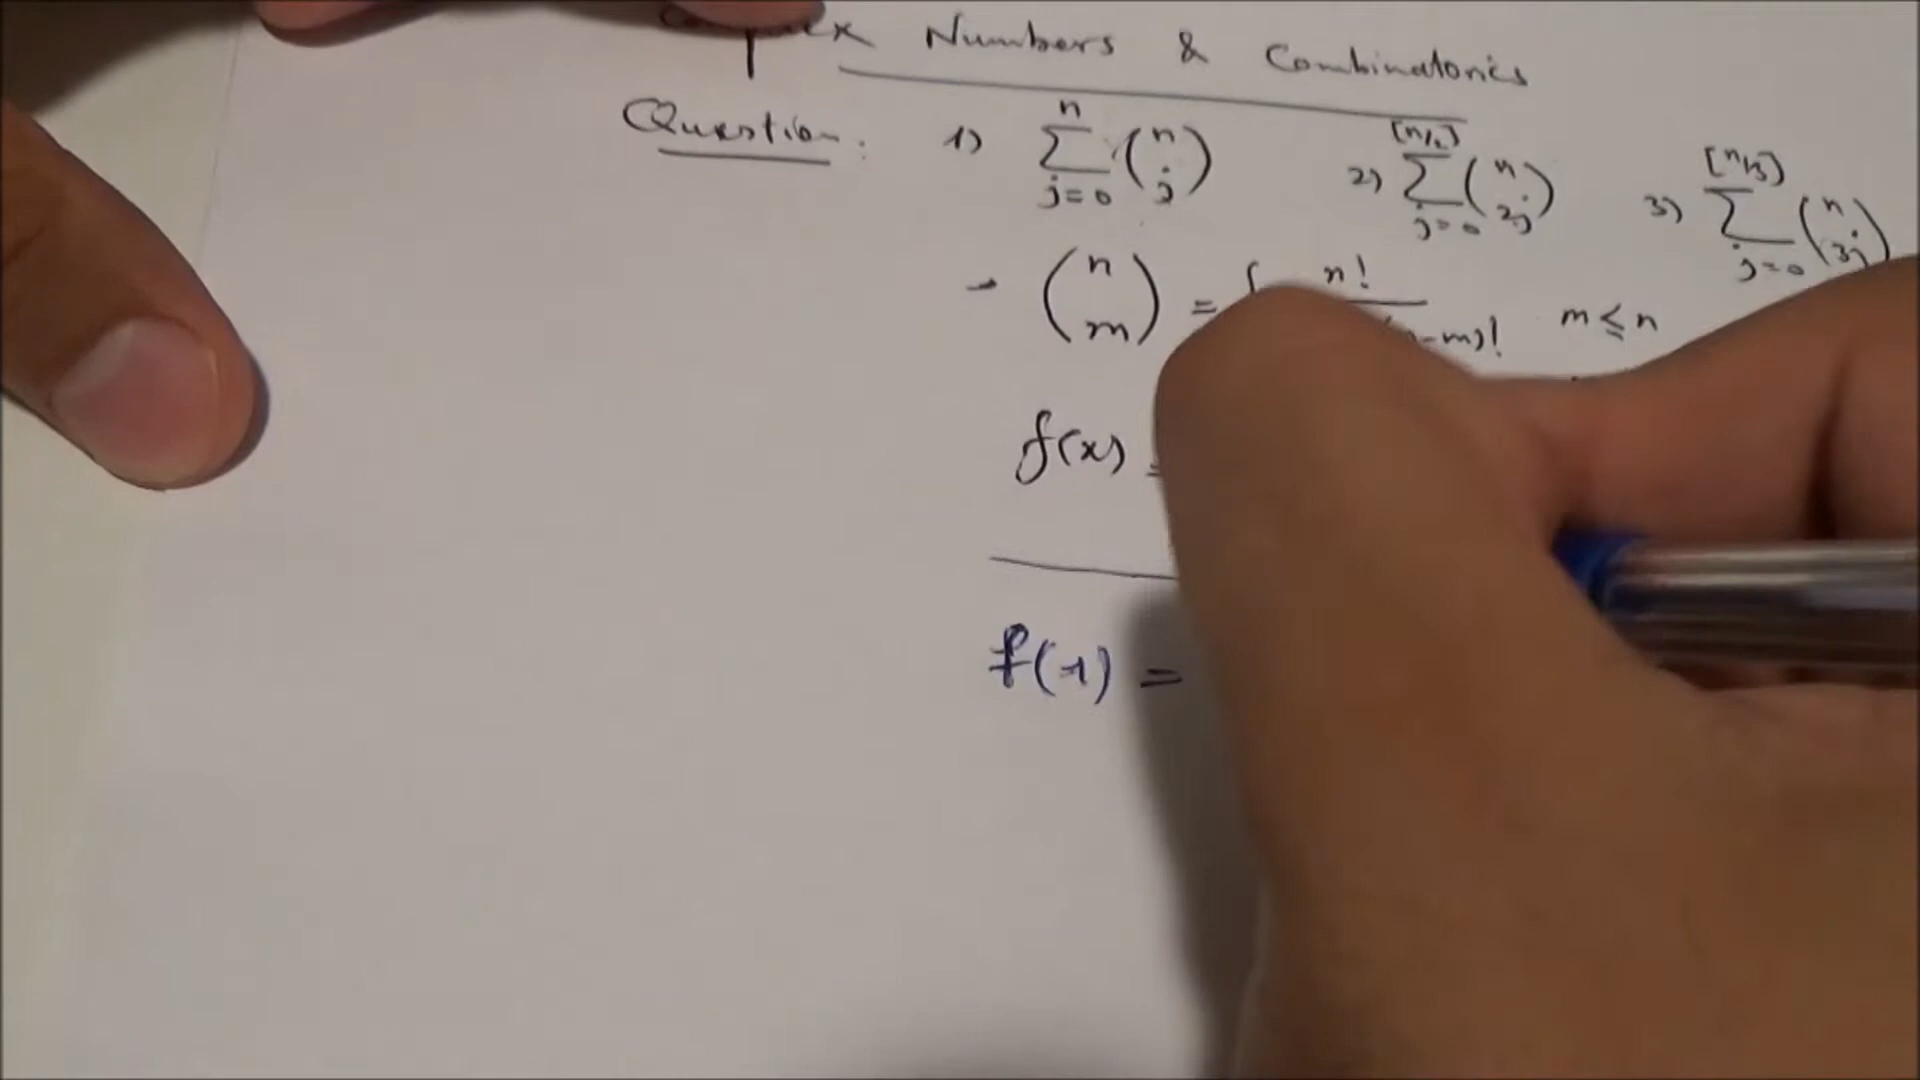 Numbers & Combinatorics
Question: 1) n ∑ j=0 (n j) 2) [n/2] ∑ j=0 (n 2j) 3) [n/3] ∑ j=0 (n 3j)
- (n m) = { n! / (n-m)! m ≤ n
f(x) =
f(1) =